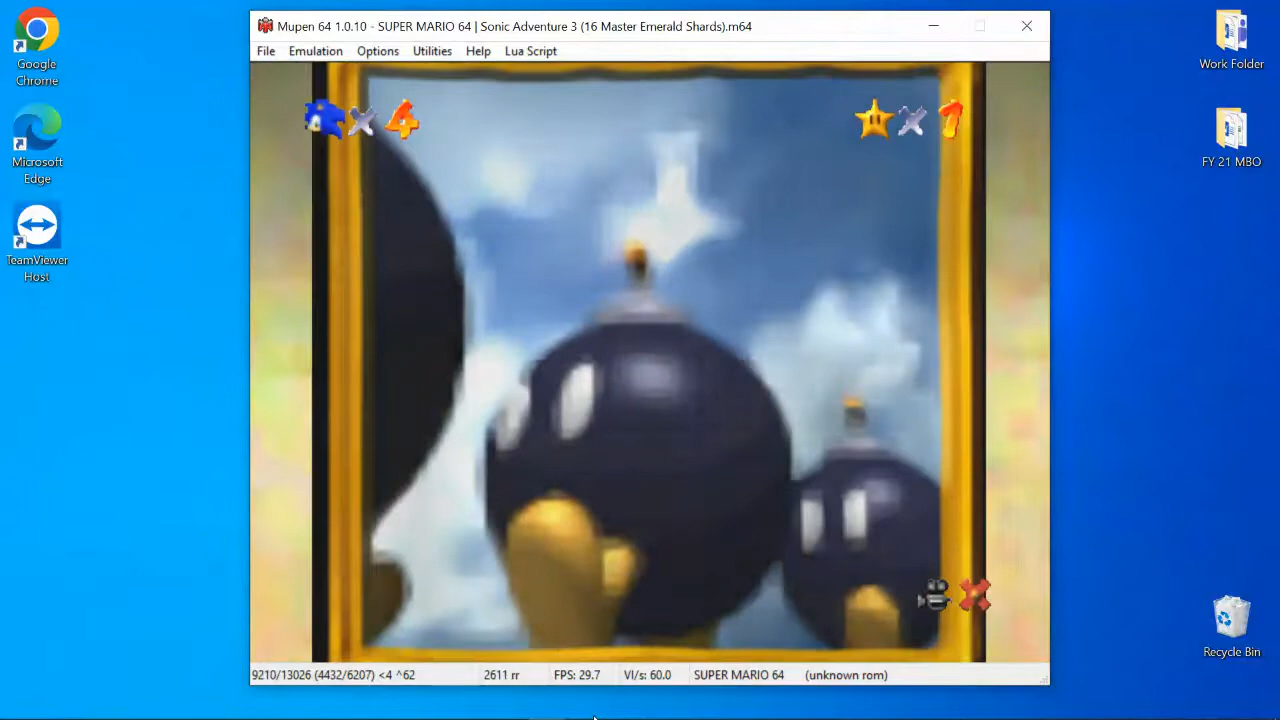 Mupen 64 1.0.10 - SUPER MARIO 64 | Sonic Adventure 3 (16 Master Emerald Shards).m64
File Emulation Options Utilities Help Lua Script
4
1
9210/13026 (4432/6207) <4 ^62 2611 rr FPS: 29.7 VI/s: 60.0 SUPER MARIO 64 (unknown rom)
Google
Chrome
Microsoft
Edge
TeamViewer
Host
Work Folder
FY 21 MBO
Recycle Bin